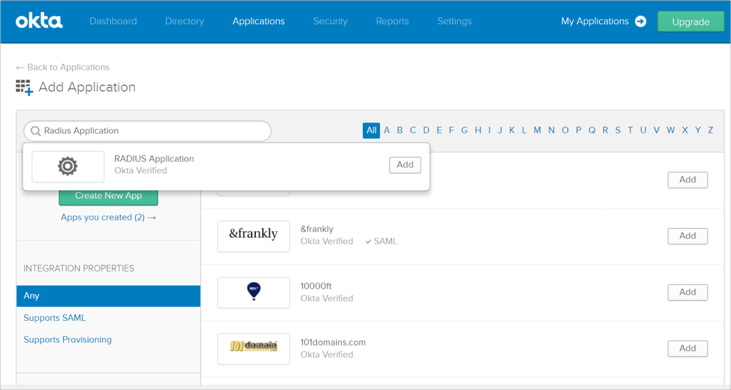 okta Dashboard Directory Applications Security Reports Settings My Applications Upgrade
← Back to Applications
Add Application
Radius Application
All A B C D E F G H I J K L M N O P Q R S T U V W X Y Z
RADIUS Application
Okta Verified
Add
Create New App
Apps you created (2) →
Add
&frankly
&frankly
Okta Verified ✓ SAML
Add
INTEGRATION PROPERTIES
Any
Supports SAML
Supports Provisioning
10000ft
Okta Verified
Add
101domain
101domains.com
Okta Verified
Add